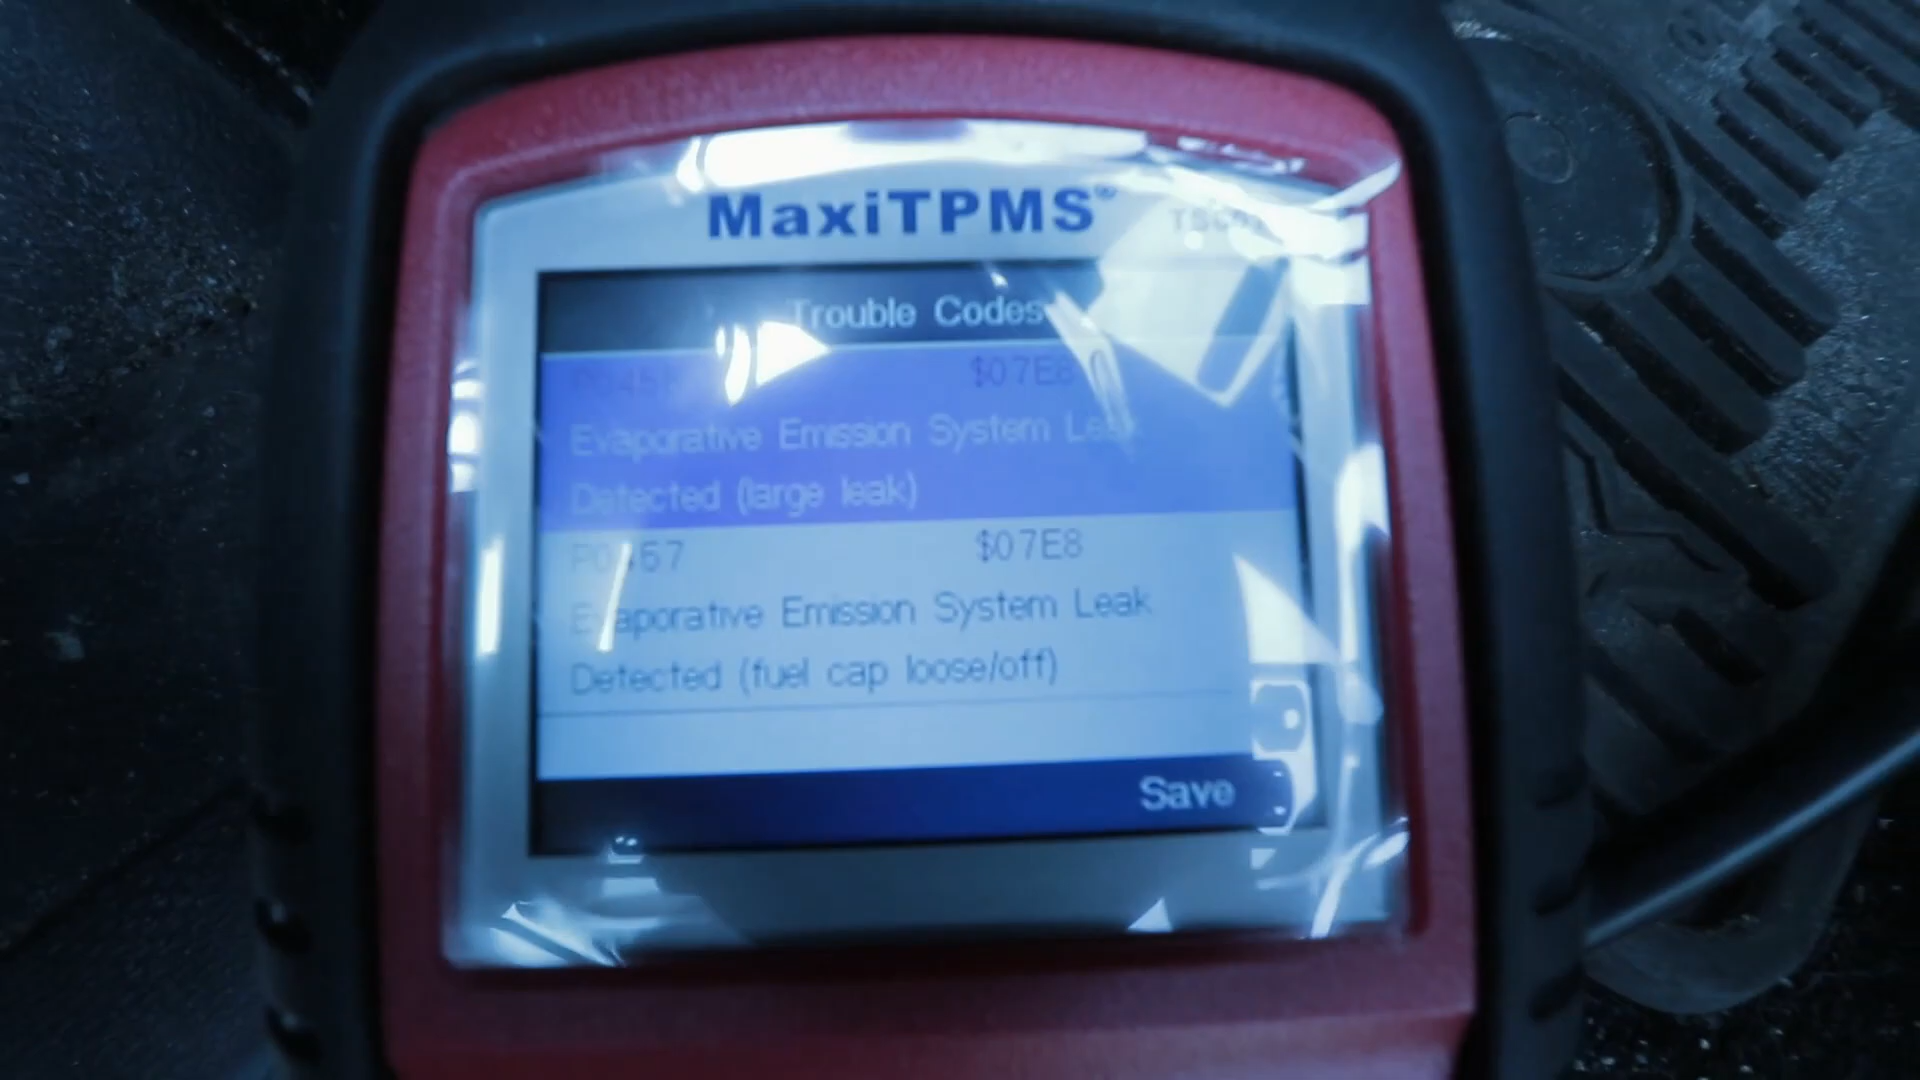 MaxiTPMS®
Trouble Codes
$07E8
Evaporative Emission System Leak
Detected (large leak)
P0457 $07E8
Evaporative Emission System Leak
Detected (fuel cap loose/off)
Save